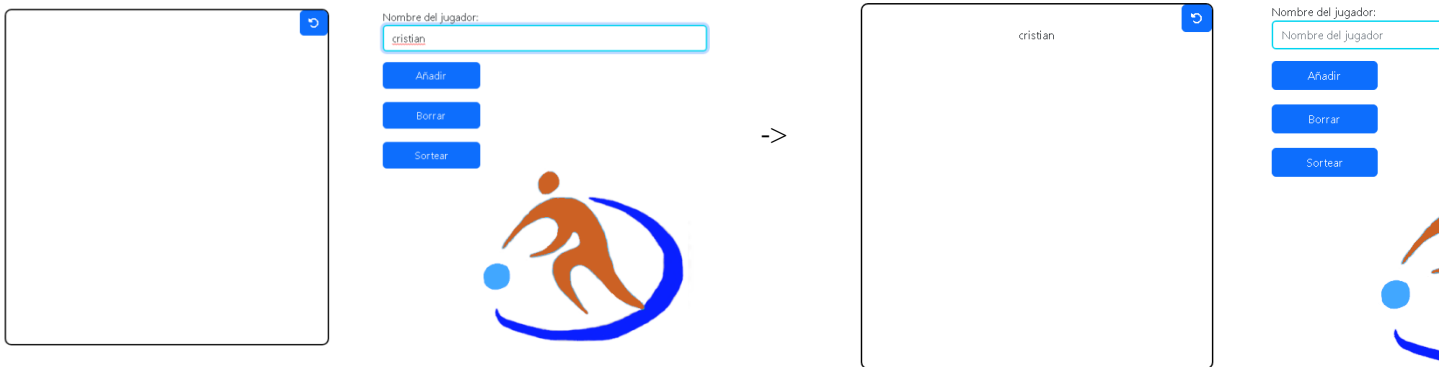 Nombre del jugador:
cristian
Añadir
Borrar
Sortear
->
cristian
Nombre del jugador:
Nombre del jugador
Añadir
Borrar
Sortear